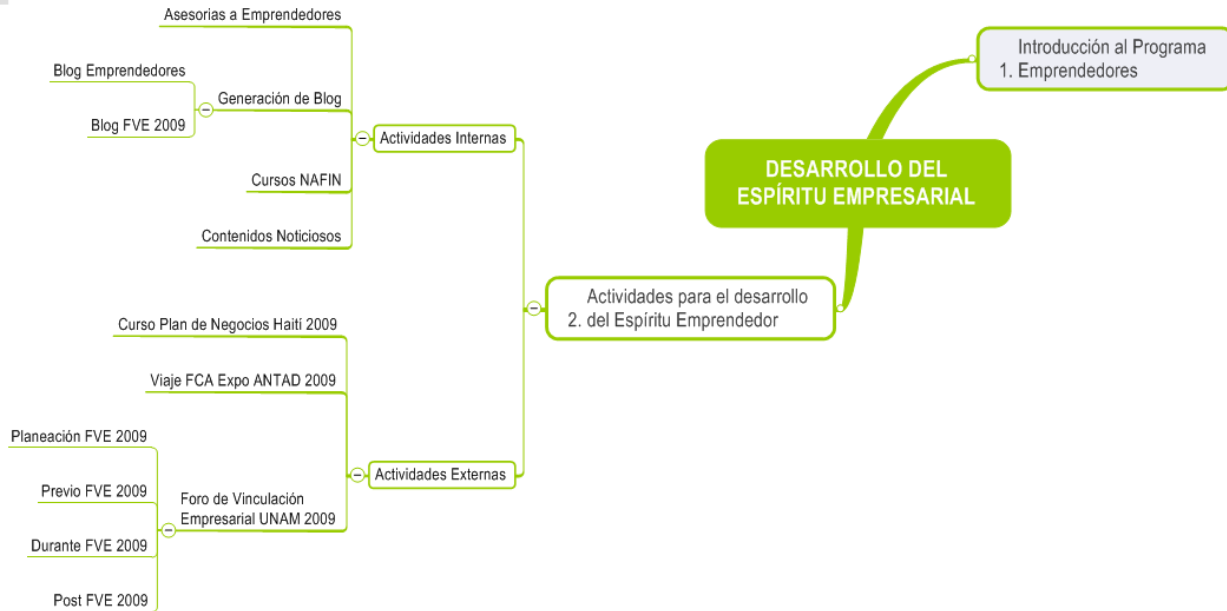 DESARROLLO DEL
ESPÍRITU EMPRESARIAL
Introducción al Programa
1. Emprendedores
Actividades para el desarrollo
2. del Espíritu Emprendedor
Actividades Internas
Asesorias a Emprendedores
Generación de Blog
Blog Emprendedores
Blog FVE 2009
Cursos NAFIN
Contenidos Noticiosos
Actividades Externas
Curso Plan de Negocios Haití 2009
Viaje FCA Expo ANTAD 2009
Foro de Vinculación
Empresarial UNAM 2009
Planeación FVE 2009
Previo FVE 2009
Durante FVE 2009
Post FVE 2009